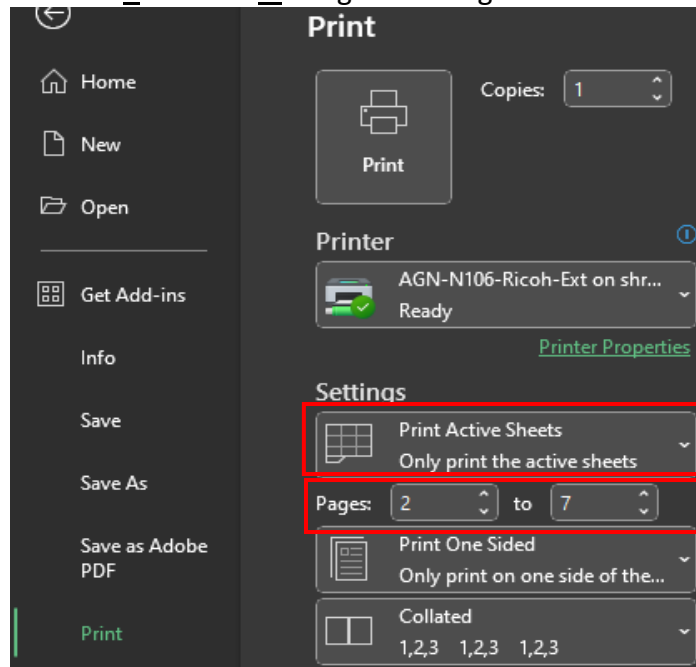 Print
Home
New
Open
Get Add-ins
Info
Save
Save As
Save as Adobe
PDF
Print
Copies: 1
Print
Printer
AGN-N106-Ricoh-Ext on shr...
Ready
Printer Properties
Settings
Print Active Sheets
Only print the active sheets
Pages: 2 to 7
Print One Sided
Only print on one side of the...
Collated
1,2,3 1,2,3 1,2,3